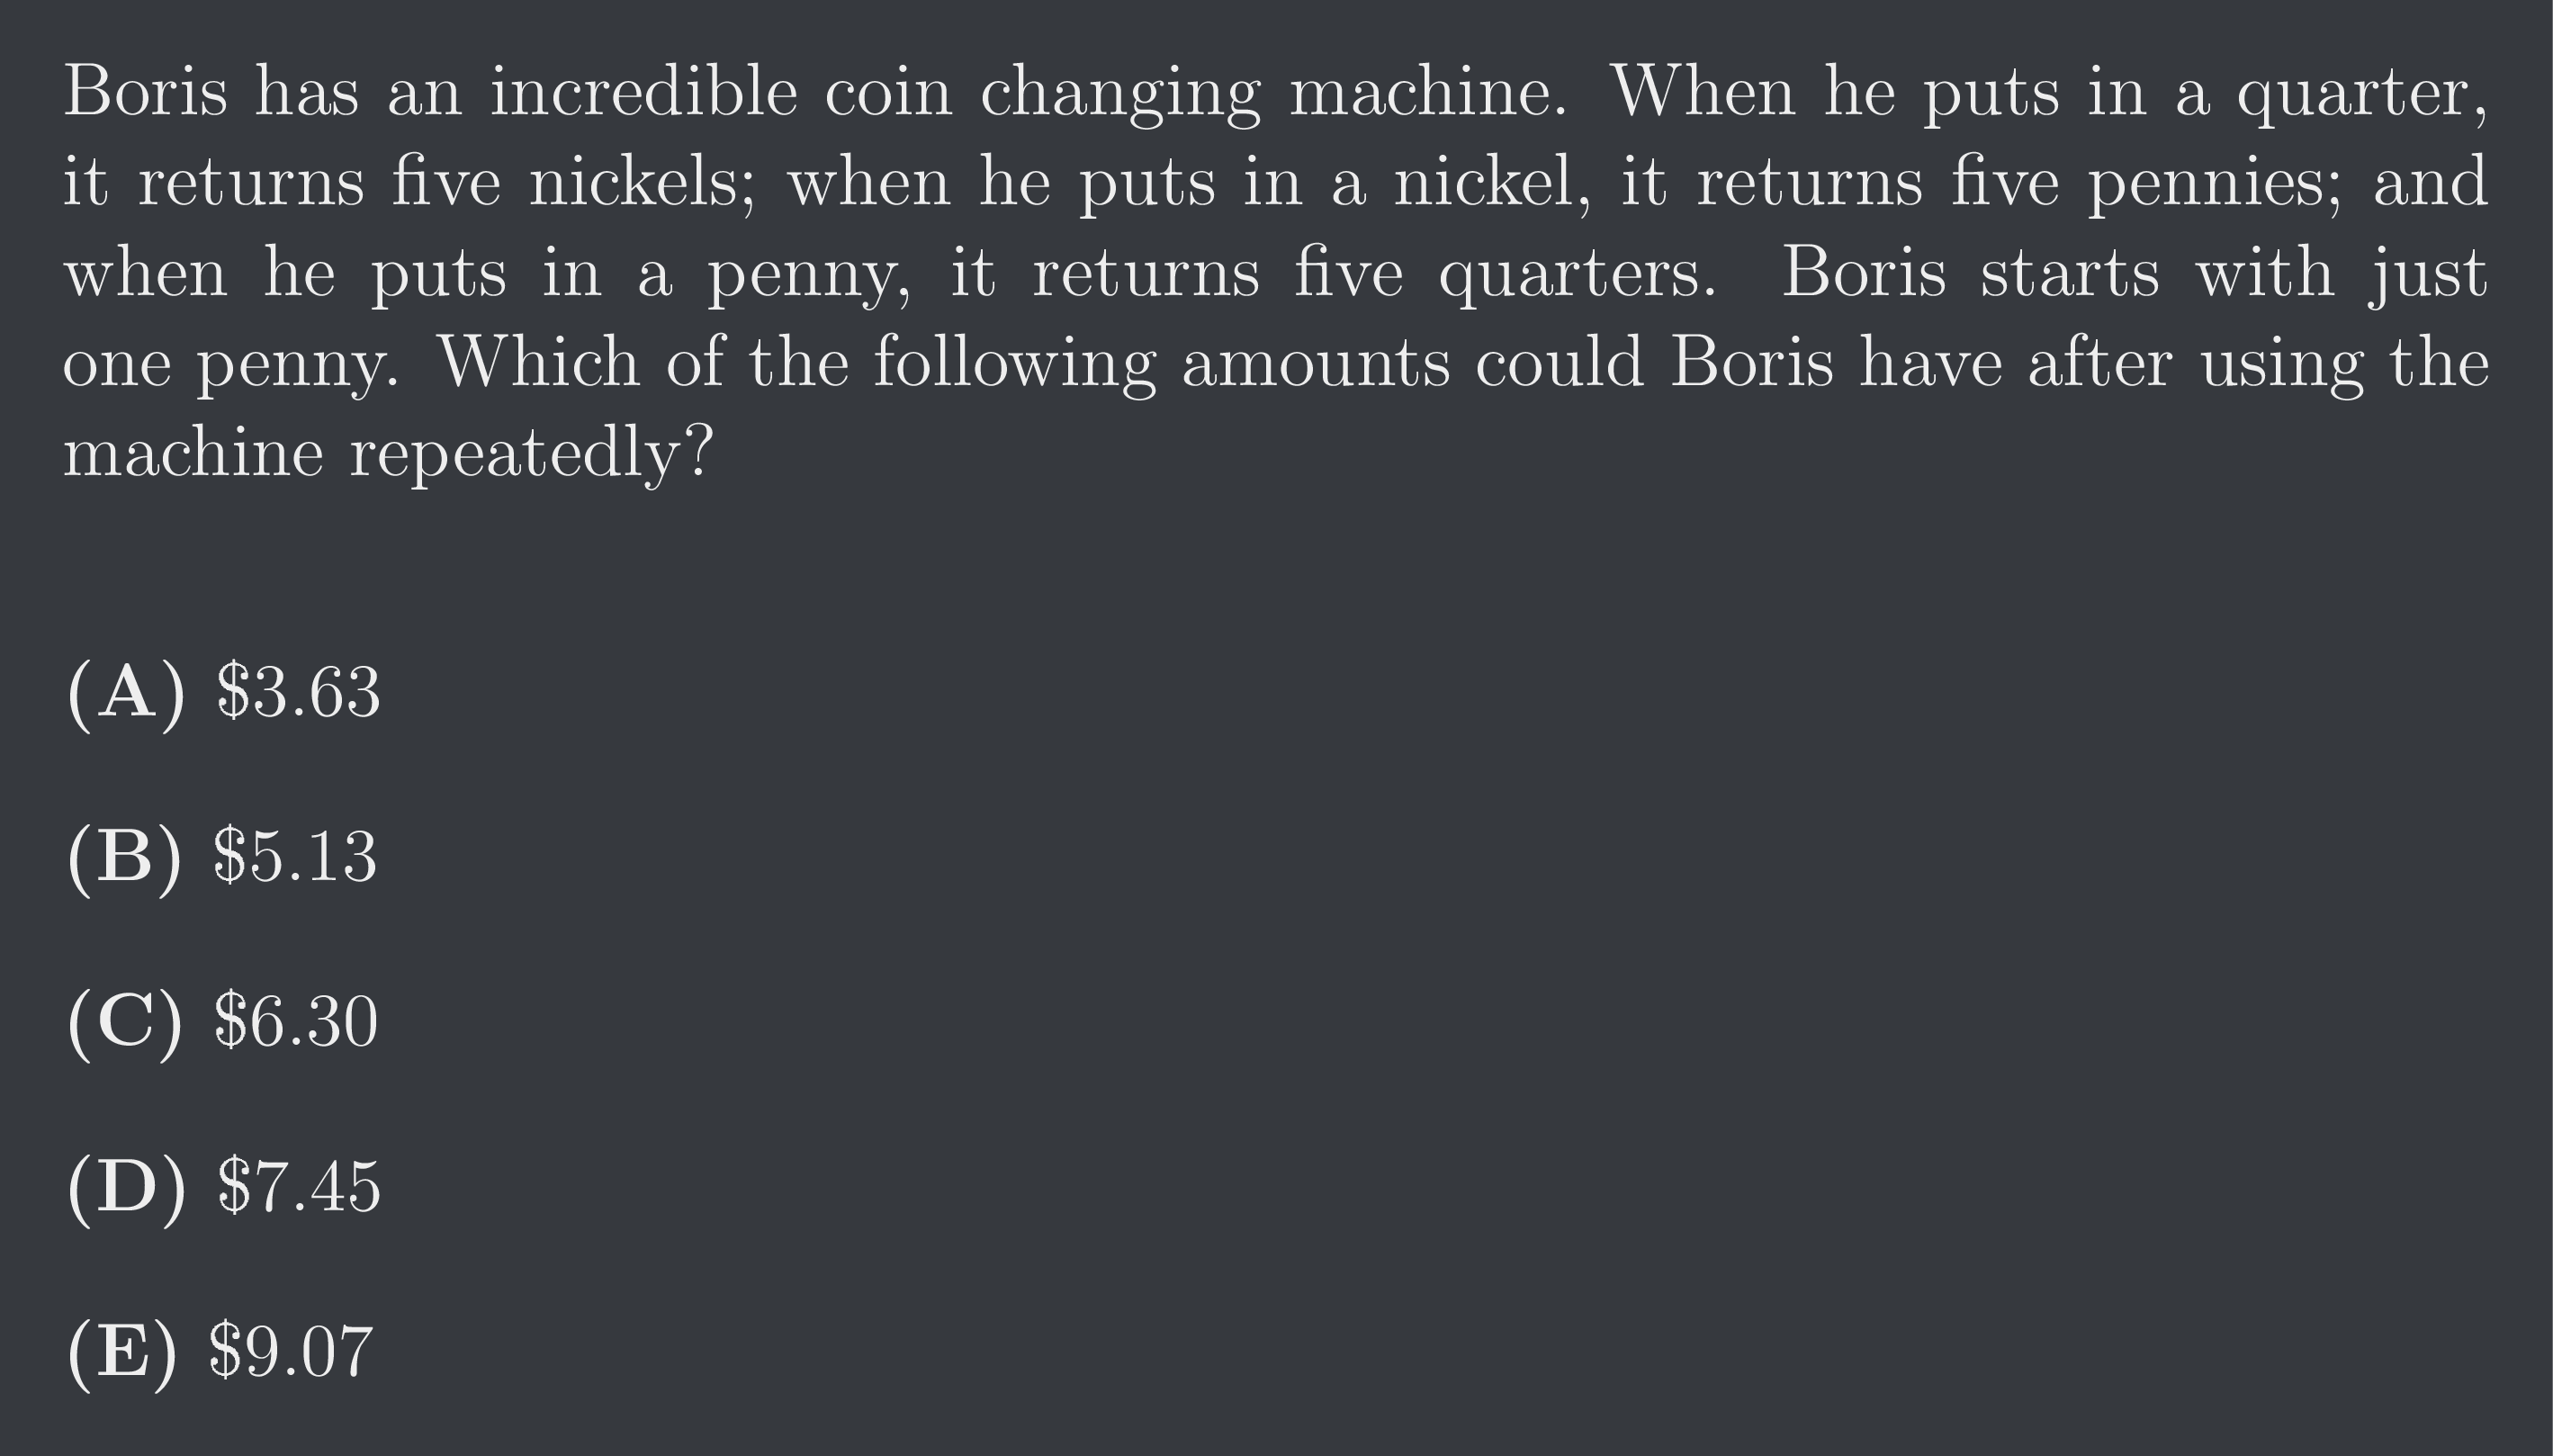 Boris has an incredible coin changing machine. When he puts in a quarter,
it returns five nickels; when he puts in a nickel, it returns five pennies; and
when he puts in a penny, it returns five quarters. Boris starts with just
one penny. Which of the following amounts could Boris have after using the
machine repeatedly?
(A) $3.63
(B) $5.13
(C) $6.30
(D) $7.45
(E) $9.07